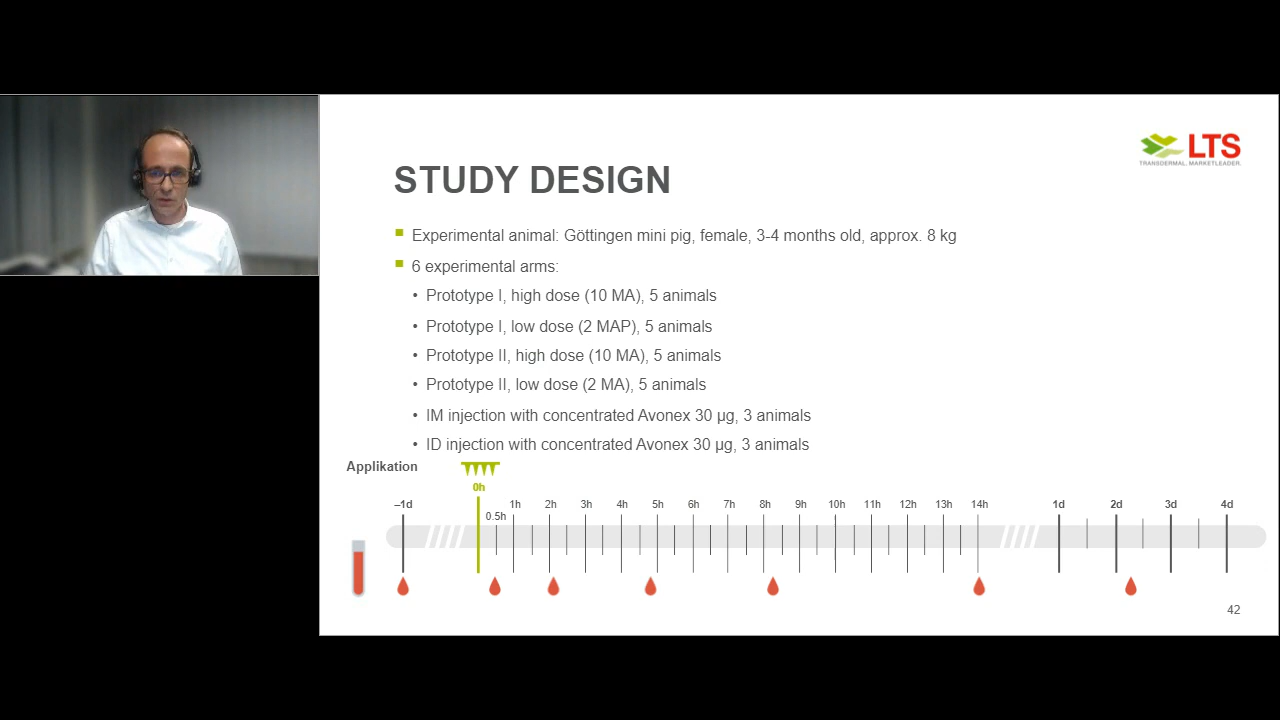 LTS
TRANSDERMAL. MARKETLEADER.
STUDY DESIGN
Experimental animal: Göttingen mini pig, female, 3-4 months old, approx. 8 kg
6 experimental arms:
• Prototype I, high dose (10 MA), 5 animals
• Prototype I, low dose (2 MAP), 5 animals
• Prototype II, high dose (10 MA), 5 animals
• Prototype II, low dose (2 MA), 5 animals
• IM injection with concentrated Avonex 30 µg, 3 animals
• ID injection with concentrated Avonex 30 µg, 3 animals
Applikation
0h
–1d 0.5h 1h 2h 3h 4h 5h 6h 7h 8h 9h 10h 11h 12h 13h 14h 1d 2d 3d 4d
42